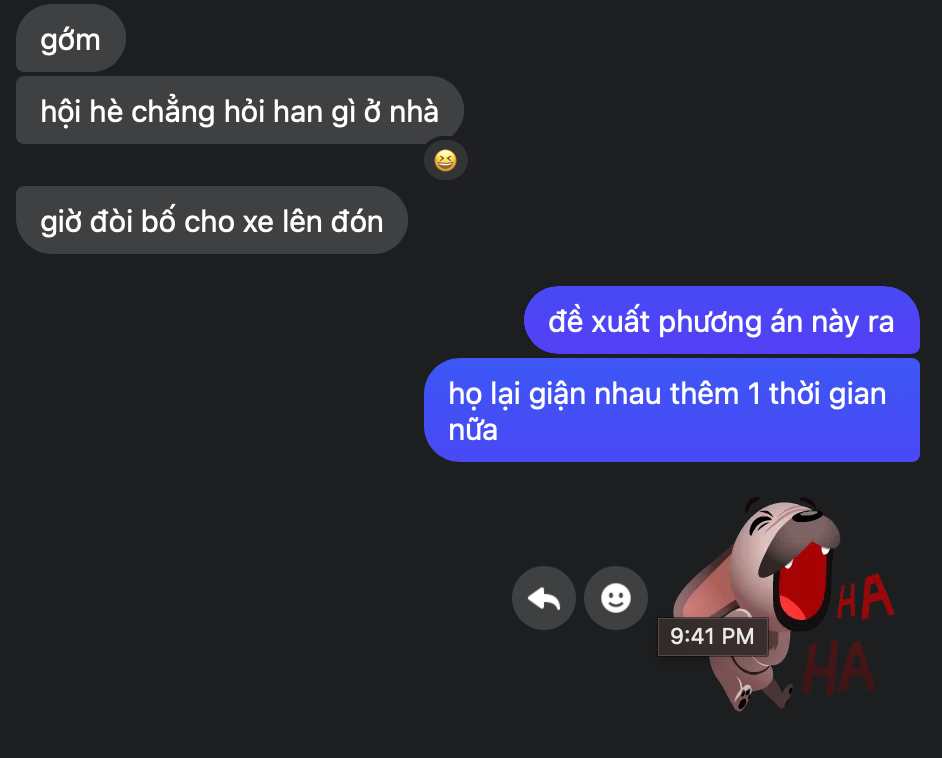 gớm
hội hè chẳng hỏi han gì ở nhà
giờ đòi bố cho xe lên đón
đề xuất phương án này ra
họ lại giận nhau thêm 1 thời gian
nữa
HA
HA
9:41 PM